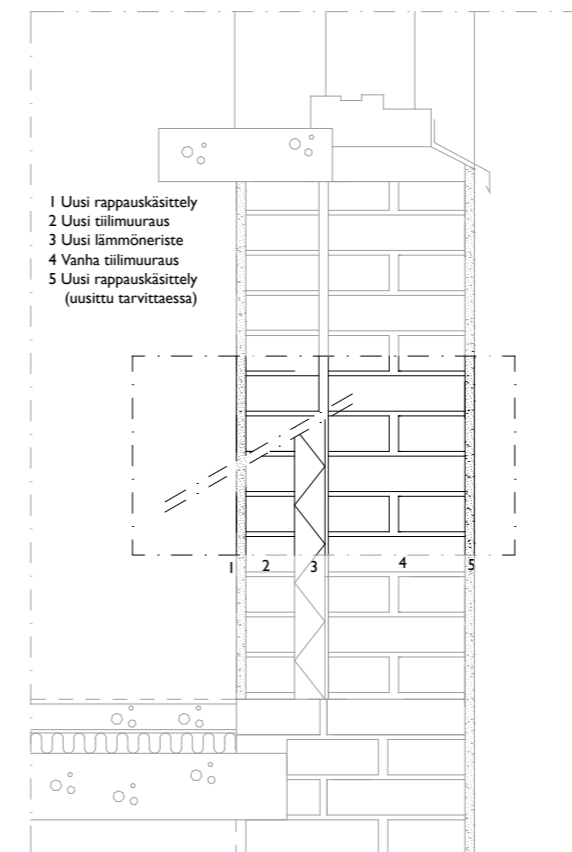 1 Uusi rappauskäsittely
2 Uusi tiilimuuraus
3 Uusi lämmöneriste
4 Vanha tiilimuuraus
5 Uusi rappauskäsittely
(uusittu tarvittaessa)
1 2 3 4 5